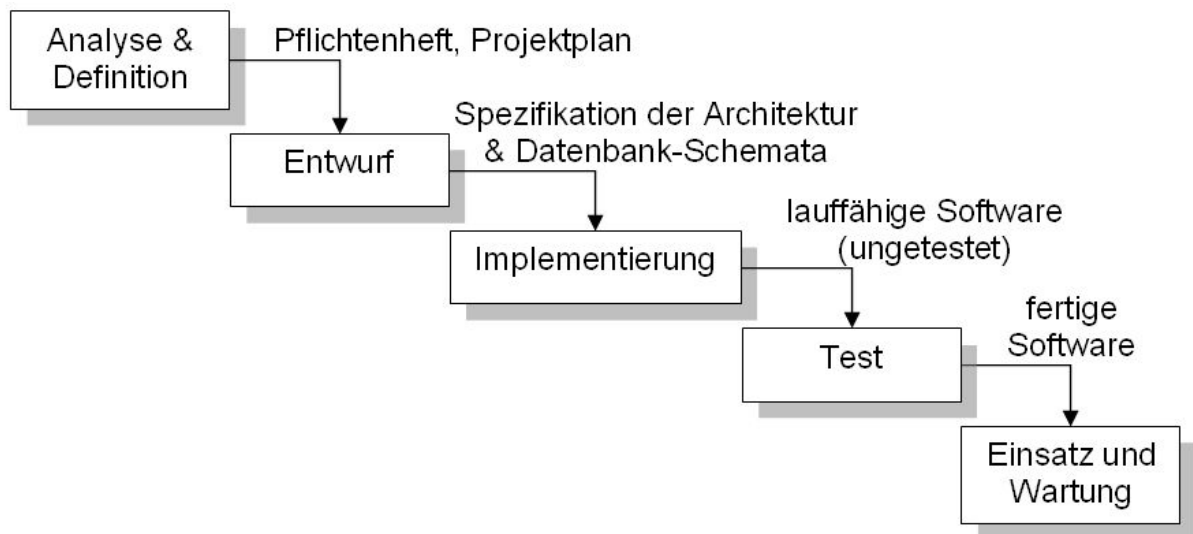 Analyse &
Definition
Pflichtenheft, Projektplan
Entwurf
Spezifikation der Architektur
& Datenbank-Schemata
Implementierung
lauffähige Software
(ungetestet)
Test
fertige
Software
Einsatz und
Wartung